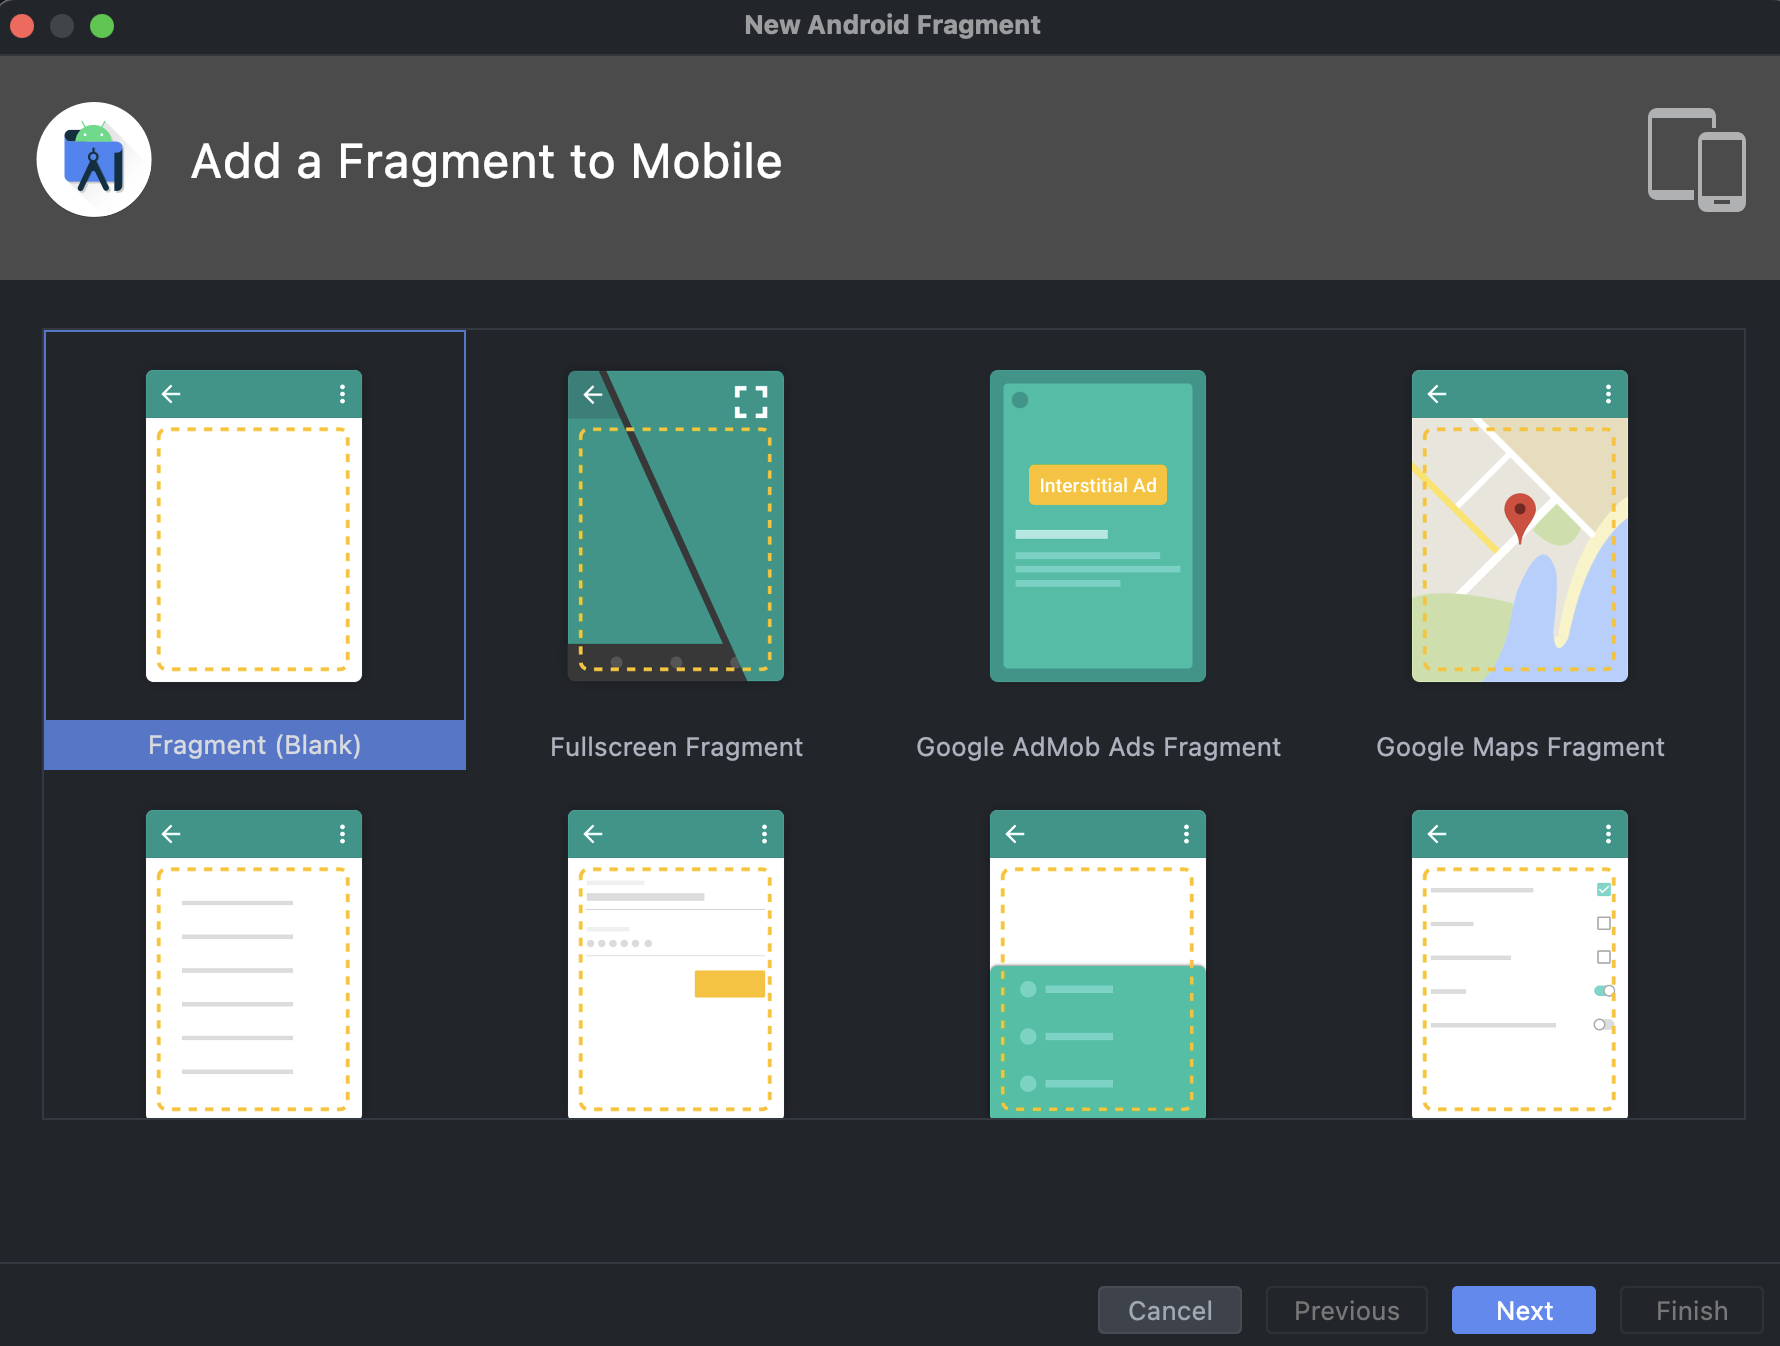 New Android Fragment
Add a Fragment to Mobile
Interstitial Ad
Fragment (Blank)
Fullscreen Fragment
Google AdMob Ads Fragment
Google Maps Fragment
Cancel
Previous
Next
Finish